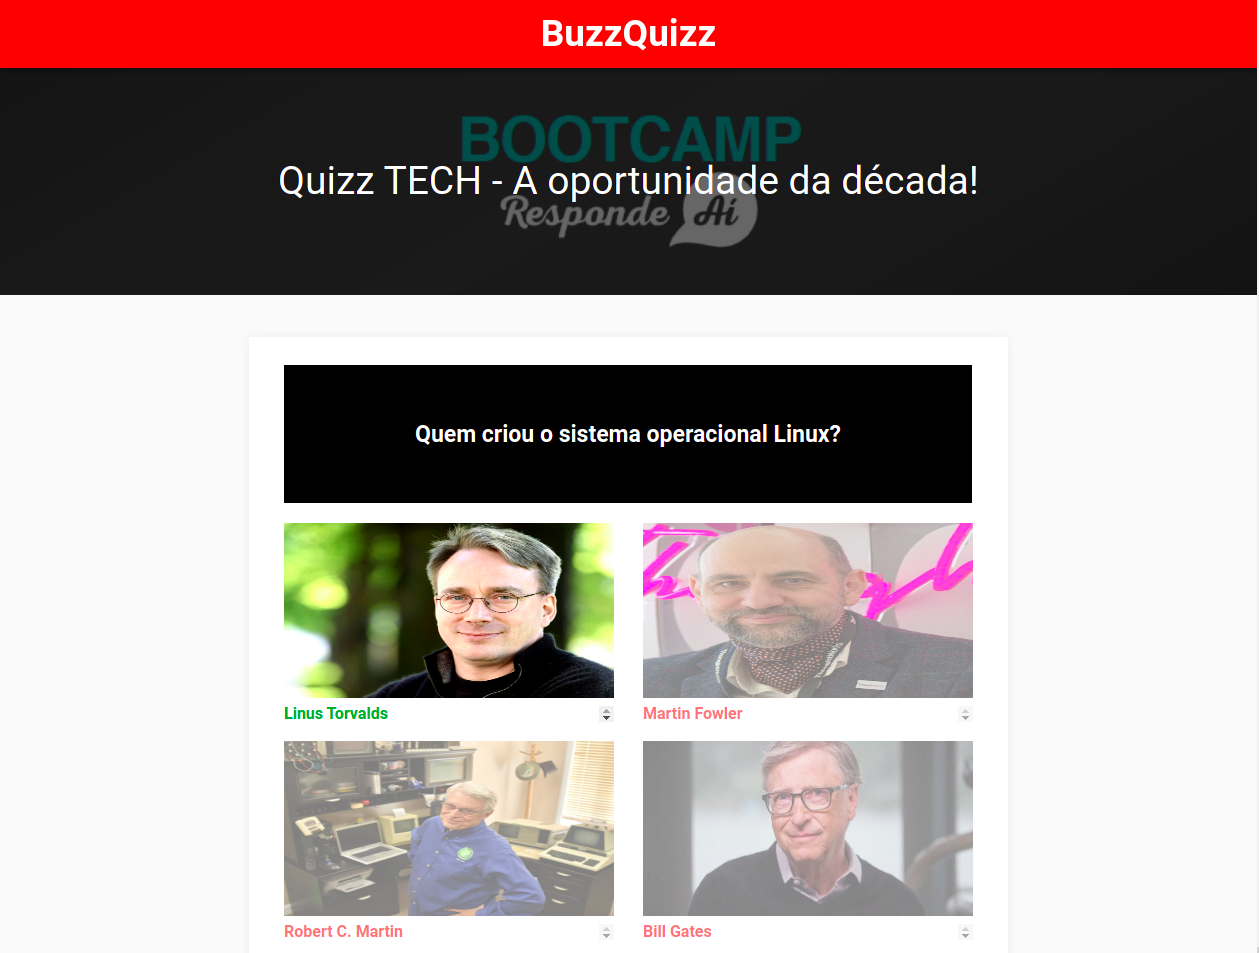 BuzzQuizz
BOOTCAMP
Quizz TECH - A oportunidade da década!
Responde Aí
Quem criou o sistema operacional Linux?
Linus Torvalds
Martin Fowler
Robert C. Martin
Bill Gates